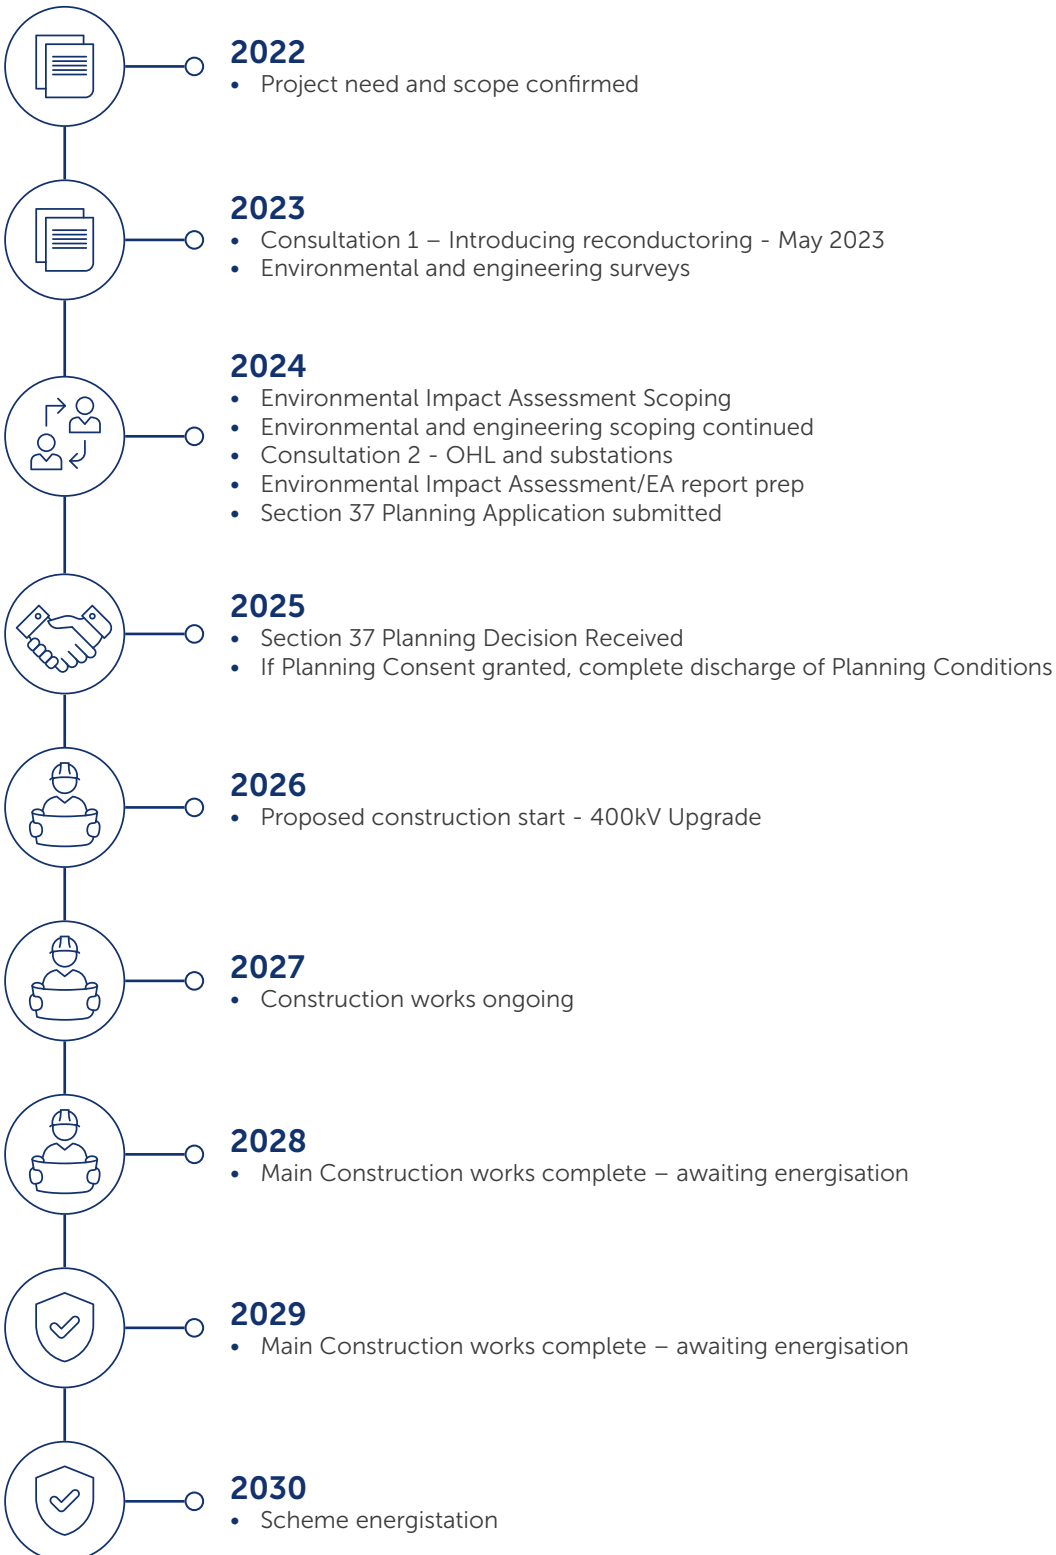 2022
• Project need and scope confirmed
2023
• Consultation 1 – Introducing reconductoring - May 2023
• Environmental and engineering surveys
2024
• Environmental Impact Assessment Scoping
• Environmental and engineering scoping continued
• Consultation 2 - OHL and substations
• Environmental Impact Assessment/EA report prep
• Section 37 Planning Application submitted
2025
• Section 37 Planning Decision Received
• If Planning Consent granted, complete discharge of Planning Conditions
2026
• Proposed construction start - 400kV Upgrade
2027
• Construction works ongoing
2028
• Main Construction works complete – awaiting energisation
2029
• Main Construction works complete – awaiting energisation
2030
• Scheme energistation